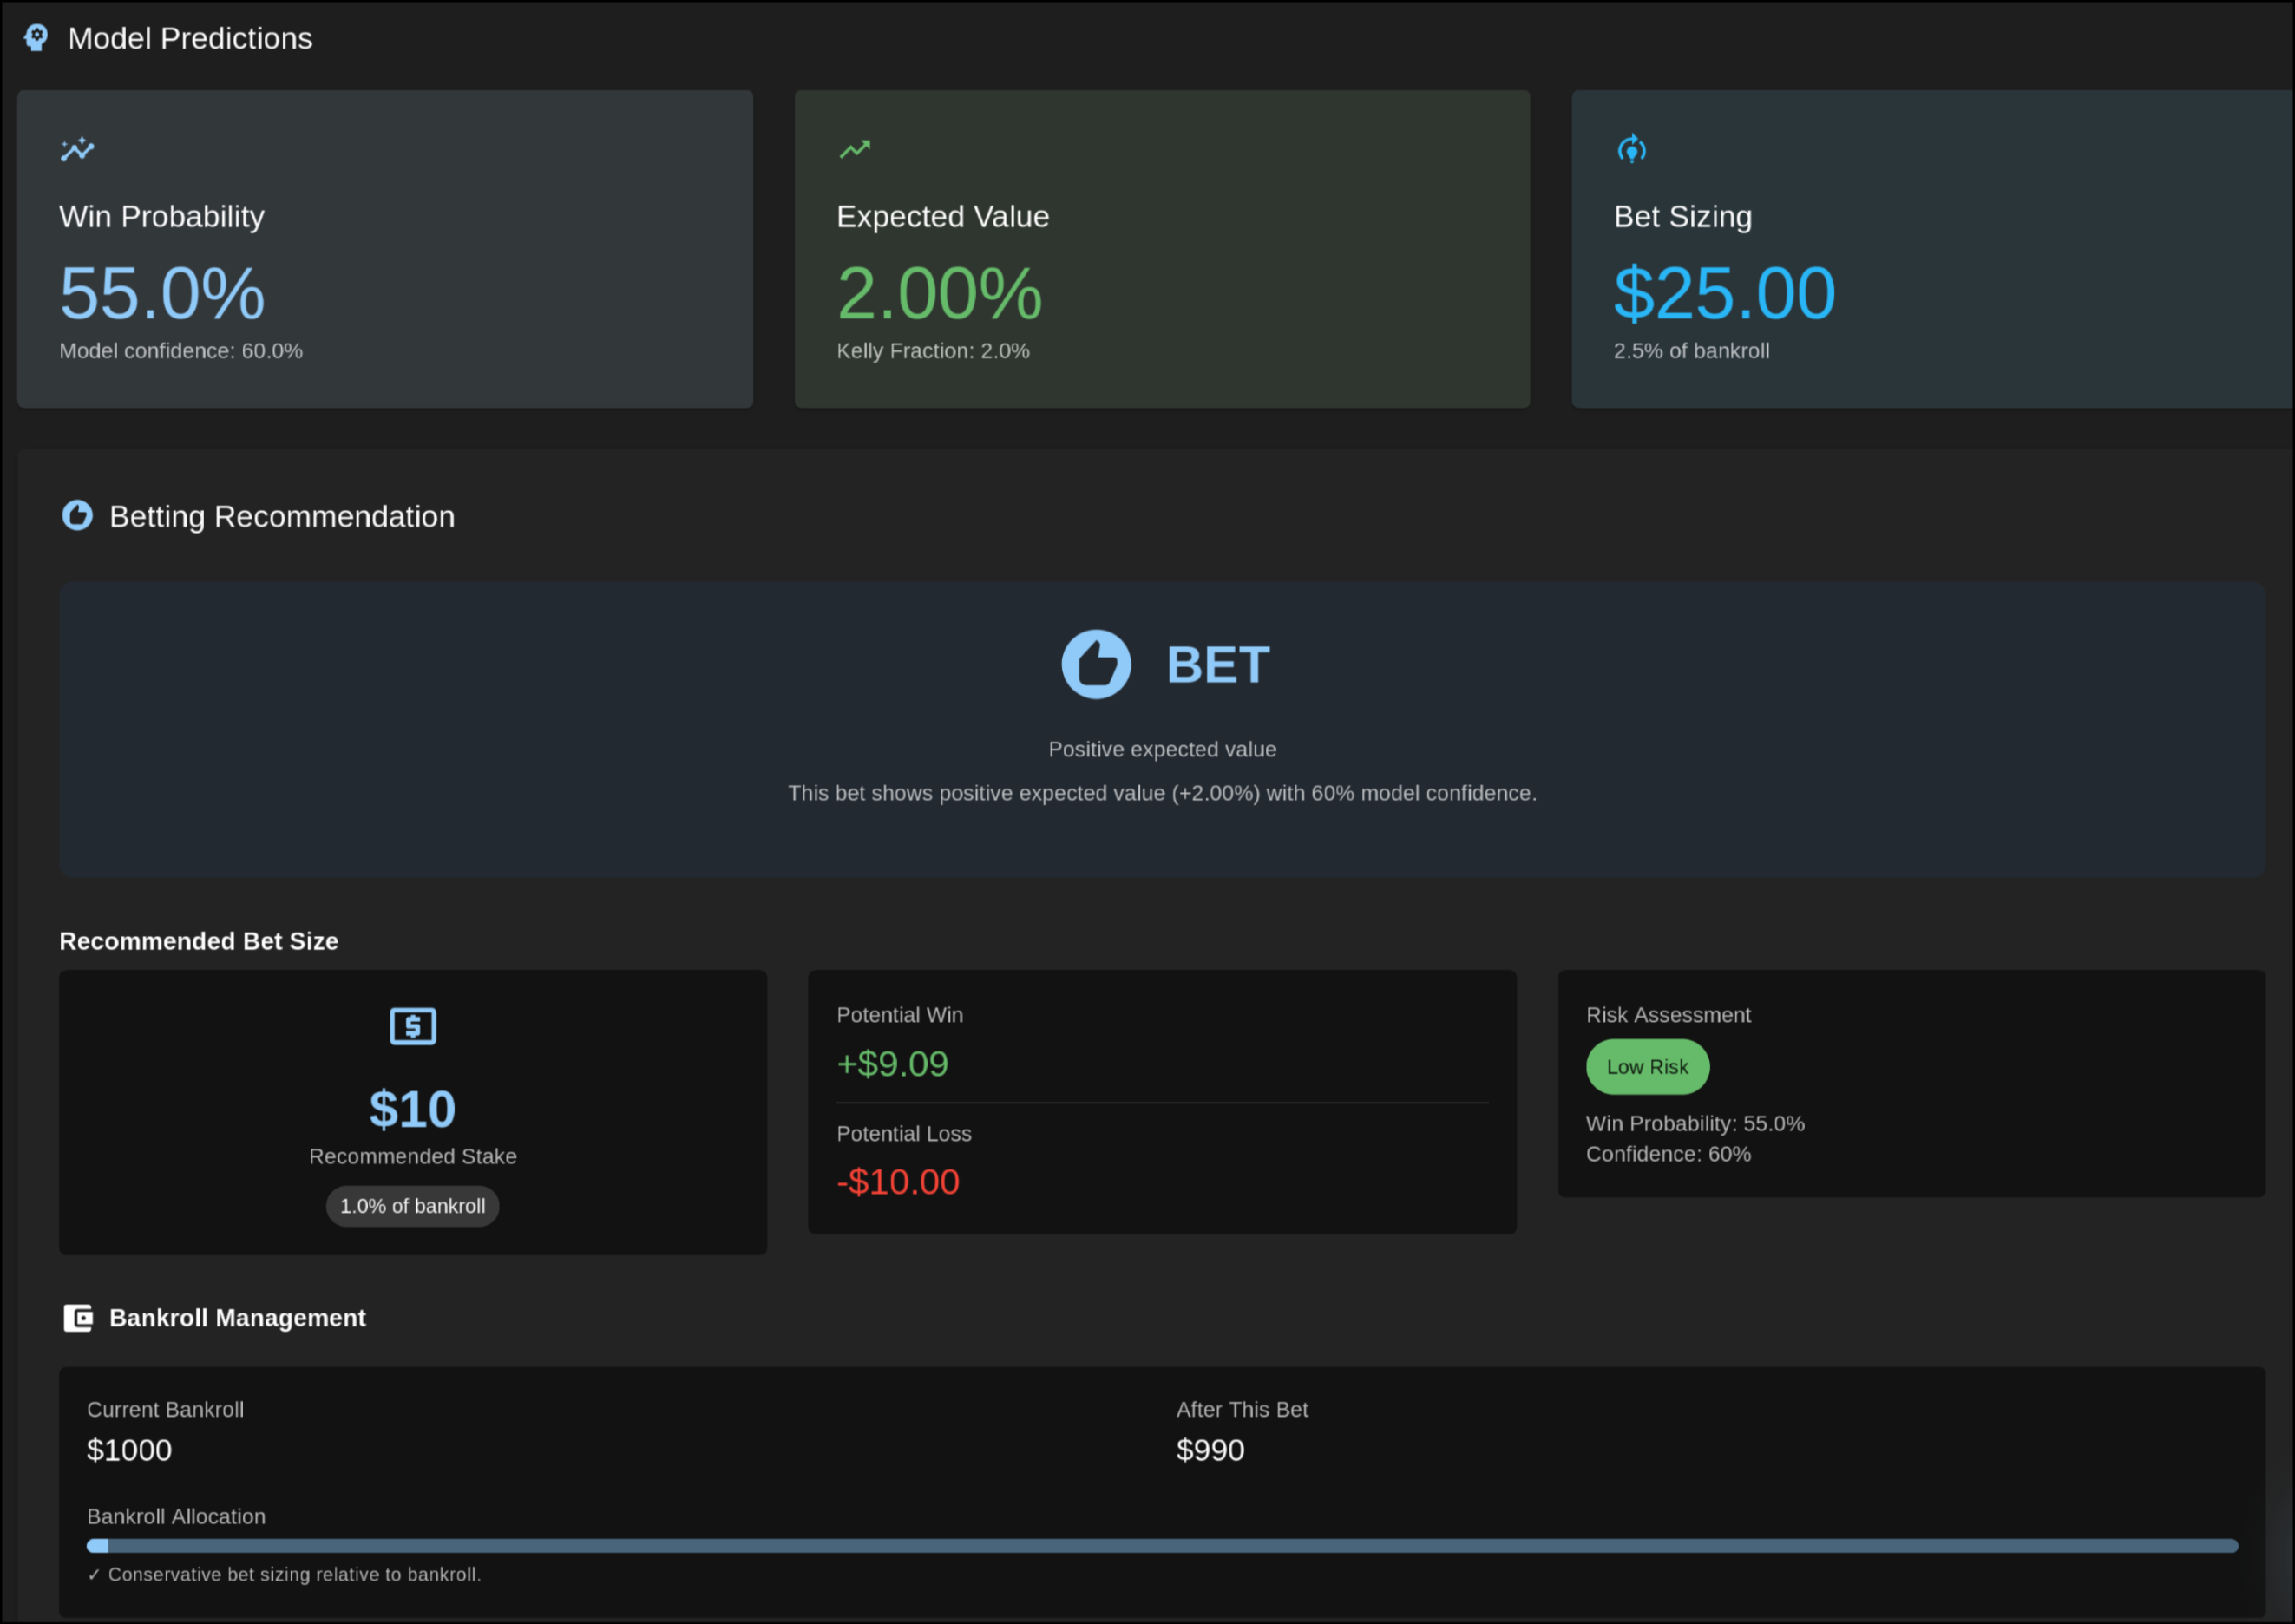 Model Predictions
Win Probability
55.0%
Model confidence: 60.0%
Expected Value
2.00%
Kelly Fraction: 2.0%
Bet Sizing
$25.00
2.5% of bankroll
Betting Recommendation
BET
Positive expected value
This bet shows positive expected value (+2.00%) with 60% model confidence.
Recommended Bet Size
$10
Recommended Stake
1.0% of bankroll
Potential Win
+$9.09
Potential Loss
-$10.00
Risk Assessment
Low Risk
Win Probability: 55.0%
Confidence: 60%
Bankroll Management
Current Bankroll
$1000
After This Bet
$990
Bankroll Allocation
✓ Conservative bet sizing relative to bankroll.